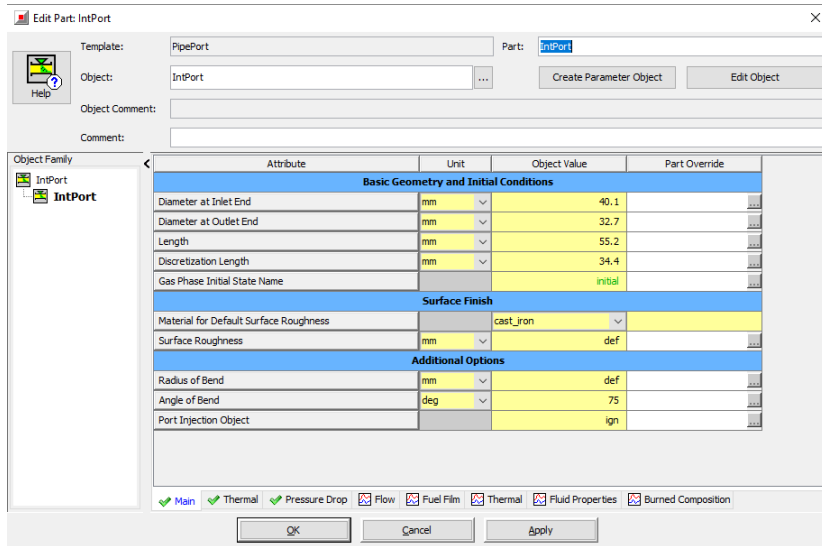 Edit Part: IntPort
Template: PipePort Part: IntPort
Object: IntPort ... Create Parameter Object Edit Object
Help
Object Comment:
Comment:
Object Family
IntPort
IntPort
Attribute Unit Object Value Part Override
Basic Geometry and Initial Conditions
Diameter at Inlet End mm 40.1 ...
Diameter at Outlet End mm 32.7 ...
Length mm 55.2 ...
Discretization Length mm 34.4 ...
Gas Phase Initial State Name initial ...
Surface Finish
Material for Default Surface Roughness cast_iron
Surface Roughness mm def ...
Additional Options
Radius of Bend mm def ...
Angle of Bend deg 75 ...
Port Injection Object ign ...
Main Thermal Pressure Drop Flow Fuel Film Thermal Fluid Properties Burned Composition
OK Cancel Apply